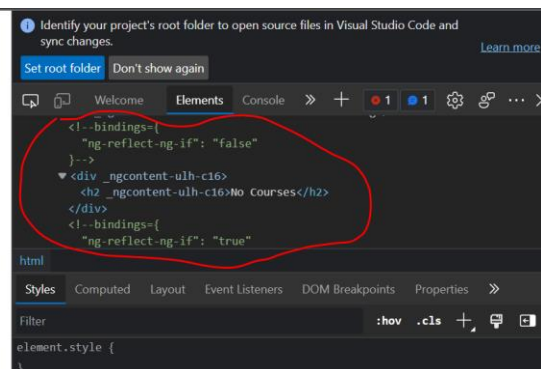 Identify your project's root folder to open source files in Visual Studio Code and
sync changes.
Learn more
Set root folder Don't show again
Welcome Elements Console » + 1 1
<!--bindings={
"ng-reflect-ng-if": "false"
}-->
▼<div _ngcontent-ulh-c16>
<h2 _ngcontent-ulh-c16>No Courses</h2>
</div>
<!--bindings={
"ng-reflect-ng-if": "true"
html
Styles Computed Layout Event Listeners DOM Breakpoints Properties »
Filter :hov .cls +
element.style {
}